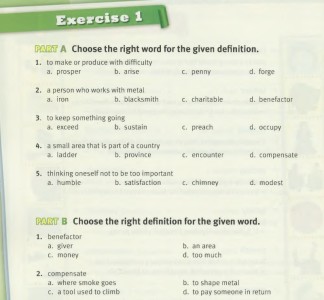 Exercise 1
PART A Choose the right word for the given definition.
1. to make or produce with difficulty
a. prosper b. arise c. penny d. forge
2. a person who works with metal
a. iron b. blacksmith c. charitable d. benefactor
3. to keep something going
a. exceed b. sustain c. preach d. occupy
4. a small area that is part of a country
a. ladder b. province c. encounter d. compensate
5. thinking oneself not to be too important
a. humble b. satisfaction c. chimney d. modest
PART B Choose the right definition for the given word.
1. benefactor
a. giver b. an area
c. money d. too much
2. compensate
a. where smoke goes b. to shape metal
c. a tool used to climb d. to pay someone in return